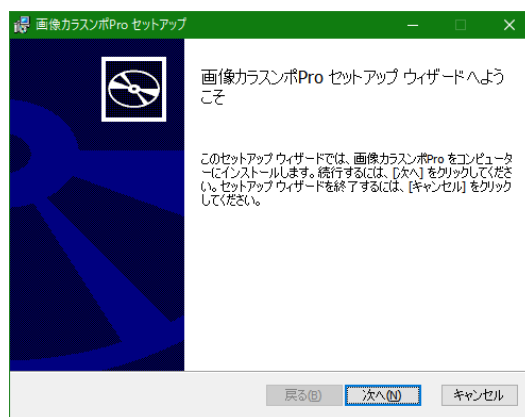 画像カラスンポPro セットアップ
画像カラスンポPro セットアップ ウィザードへよう
こそ
このセットアップ ウィザードでは、画像カラスンポPro をコンピュータ
ーにインストールします。続行するには、[次へ] をクリックしてくださ
い。セットアップ ウィザードを終了するには、[キャンセル] をクリック
してください。
戻る(B)
次へ(N)
キャンセル